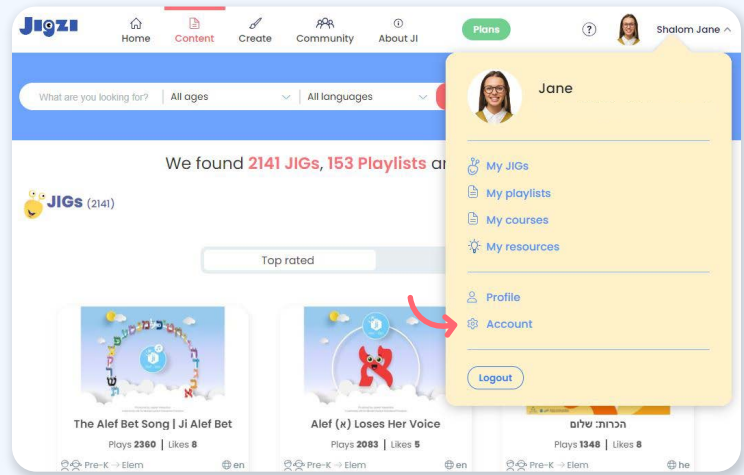 JIGZI
Home
Content
Create
Community
About JI
Plans
?
Shalom Jane
What are you looking for?
All ages
All languages
Jane
My JIGs
My playlists
My courses
My resources
Profile
Account
Logout
We found 2141 JIGs, 153 Playlists
JIGs (2141)
Top rated
The Alef Bet Song | Ji Alef Bet
Plays 2360 | Likes 8
Pre-K → Elem
en
Alef (א) Loses Her Voice
Plays 2083 | Likes 5
Pre-K → Elem
en
הכרות: שלום
Plays 1348 | Likes 8
Pre-K → Elem
he